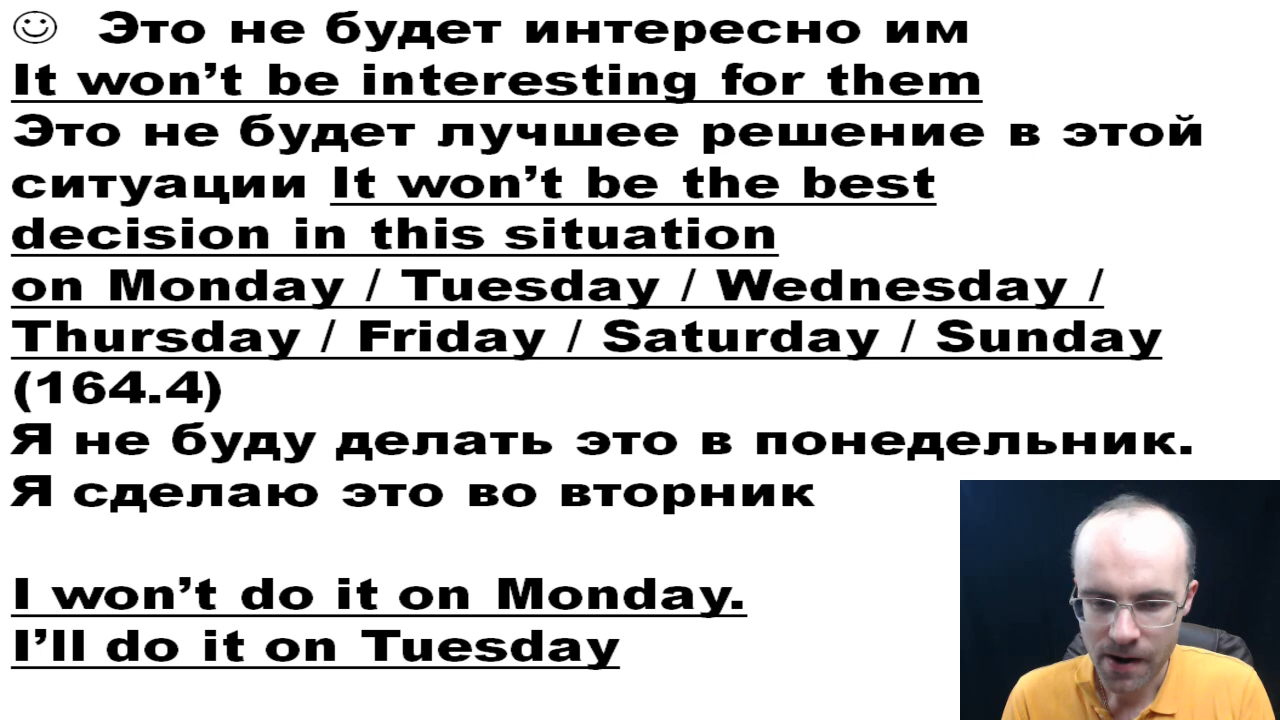 ☺ Это не будет интересно им
It won’t be interesting for them
Это не будет лучшее решение в этой
ситуации It won’t be the best
decision in this situation
on Monday / Tuesday / Wednesday /
Thursday / Friday / Saturday / Sunday
(164.4)
Я не буду делать это в понедельник.
Я сделаю это во вторник
I won’t do it on Monday.
I’ll do it on Tuesday